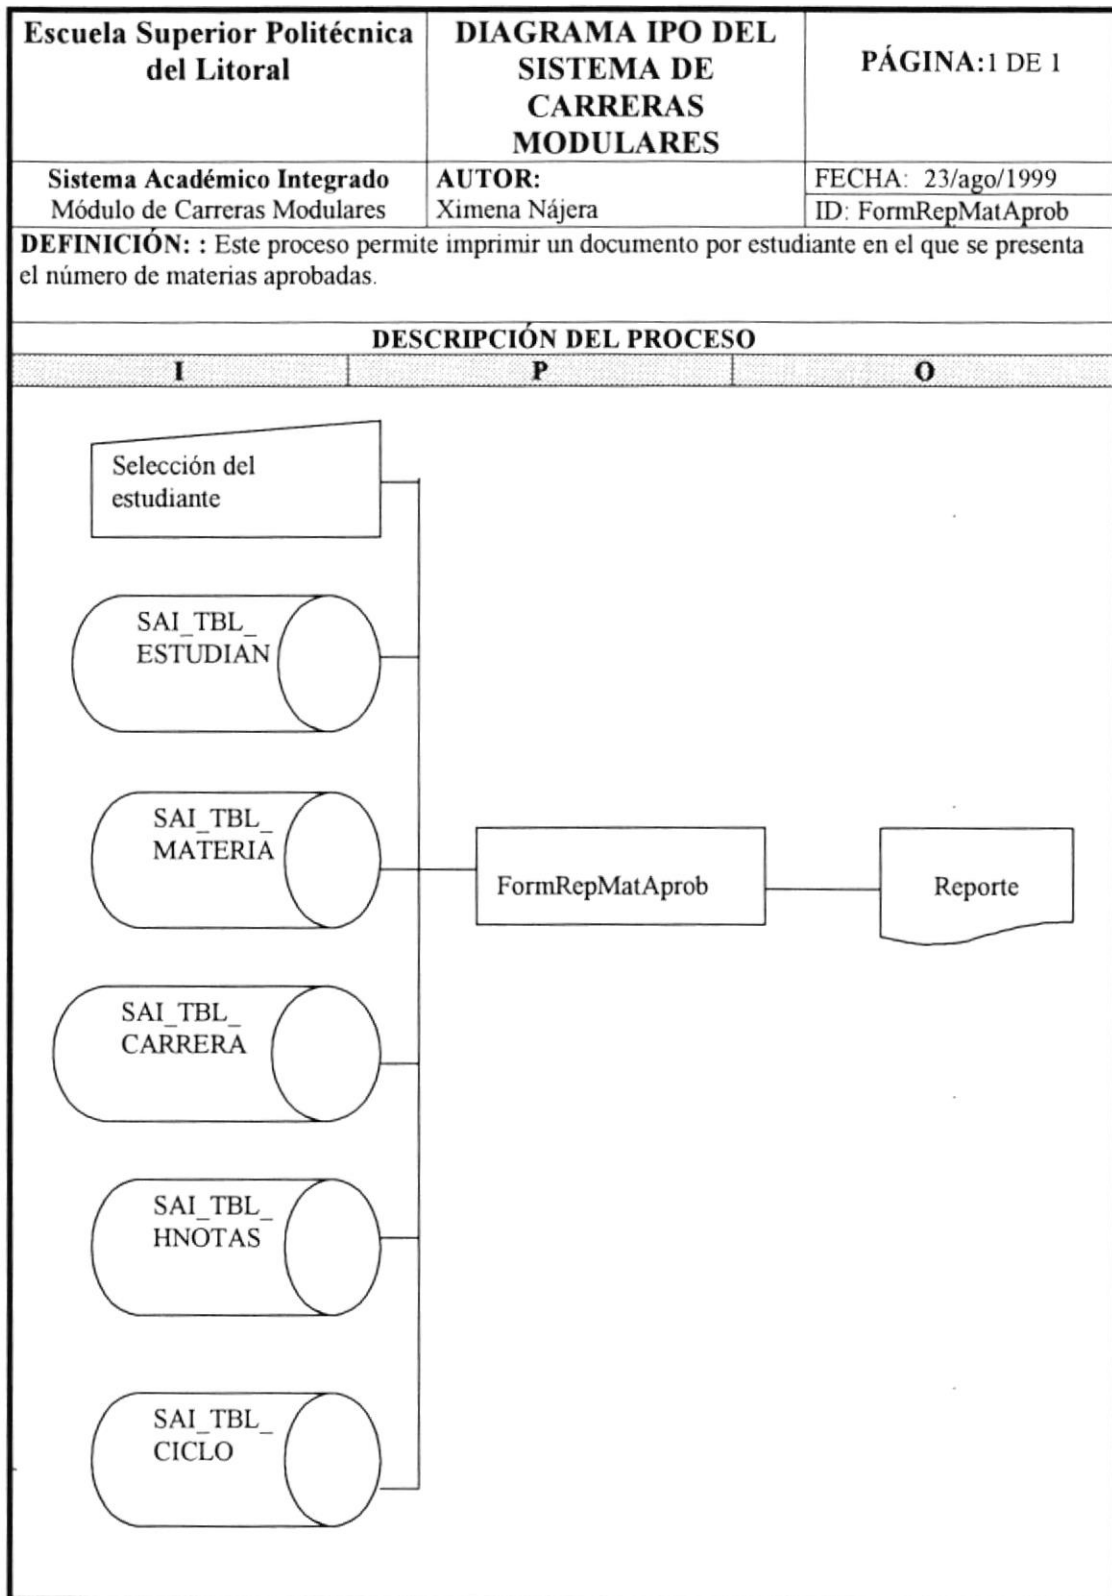 Escuela Superior Politécnica
del Litoral
DIAGRAMA IPO DEL
SISTEMA DE
CARRERAS
MODULARES
PÁGINA:1 DE 1
Sistema Académico Integrado
Módulo de Carreras Modulares
AUTOR:
Ximena Nájera
FECHA: 23/ago/1999
ID: FormRepMatAprob
DEFINICIÓN: : Este proceso permite imprimir un documento por estudiante en el que se presenta
el número de materias aprobadas.
DESCRIPCIÓN DEL PROCESO
I
P
O
Selección del
estudiante
SAI_TBL_
ESTUDIAN
SAI_TBL_
MATERIA
FormRepMatAprob
Reporte
SAI_TBL_
CARRERA
SAI_TBL_
HNOTAS
SAI_TBL_
CICLO